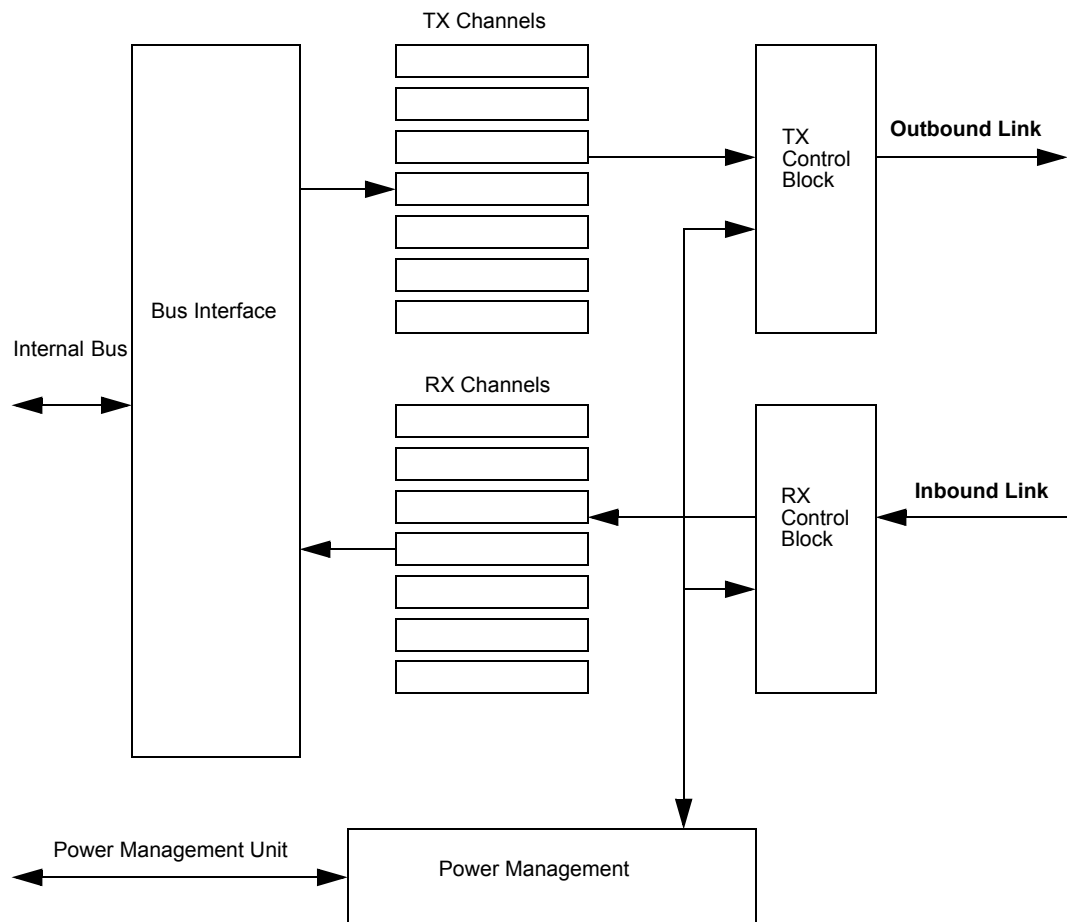 TX Channels
TX
Control
Block
Outbound Link
Bus Interface
Internal Bus
RX Channels
RX
Control
Block
Inbound Link
Power Management Unit
Power Management